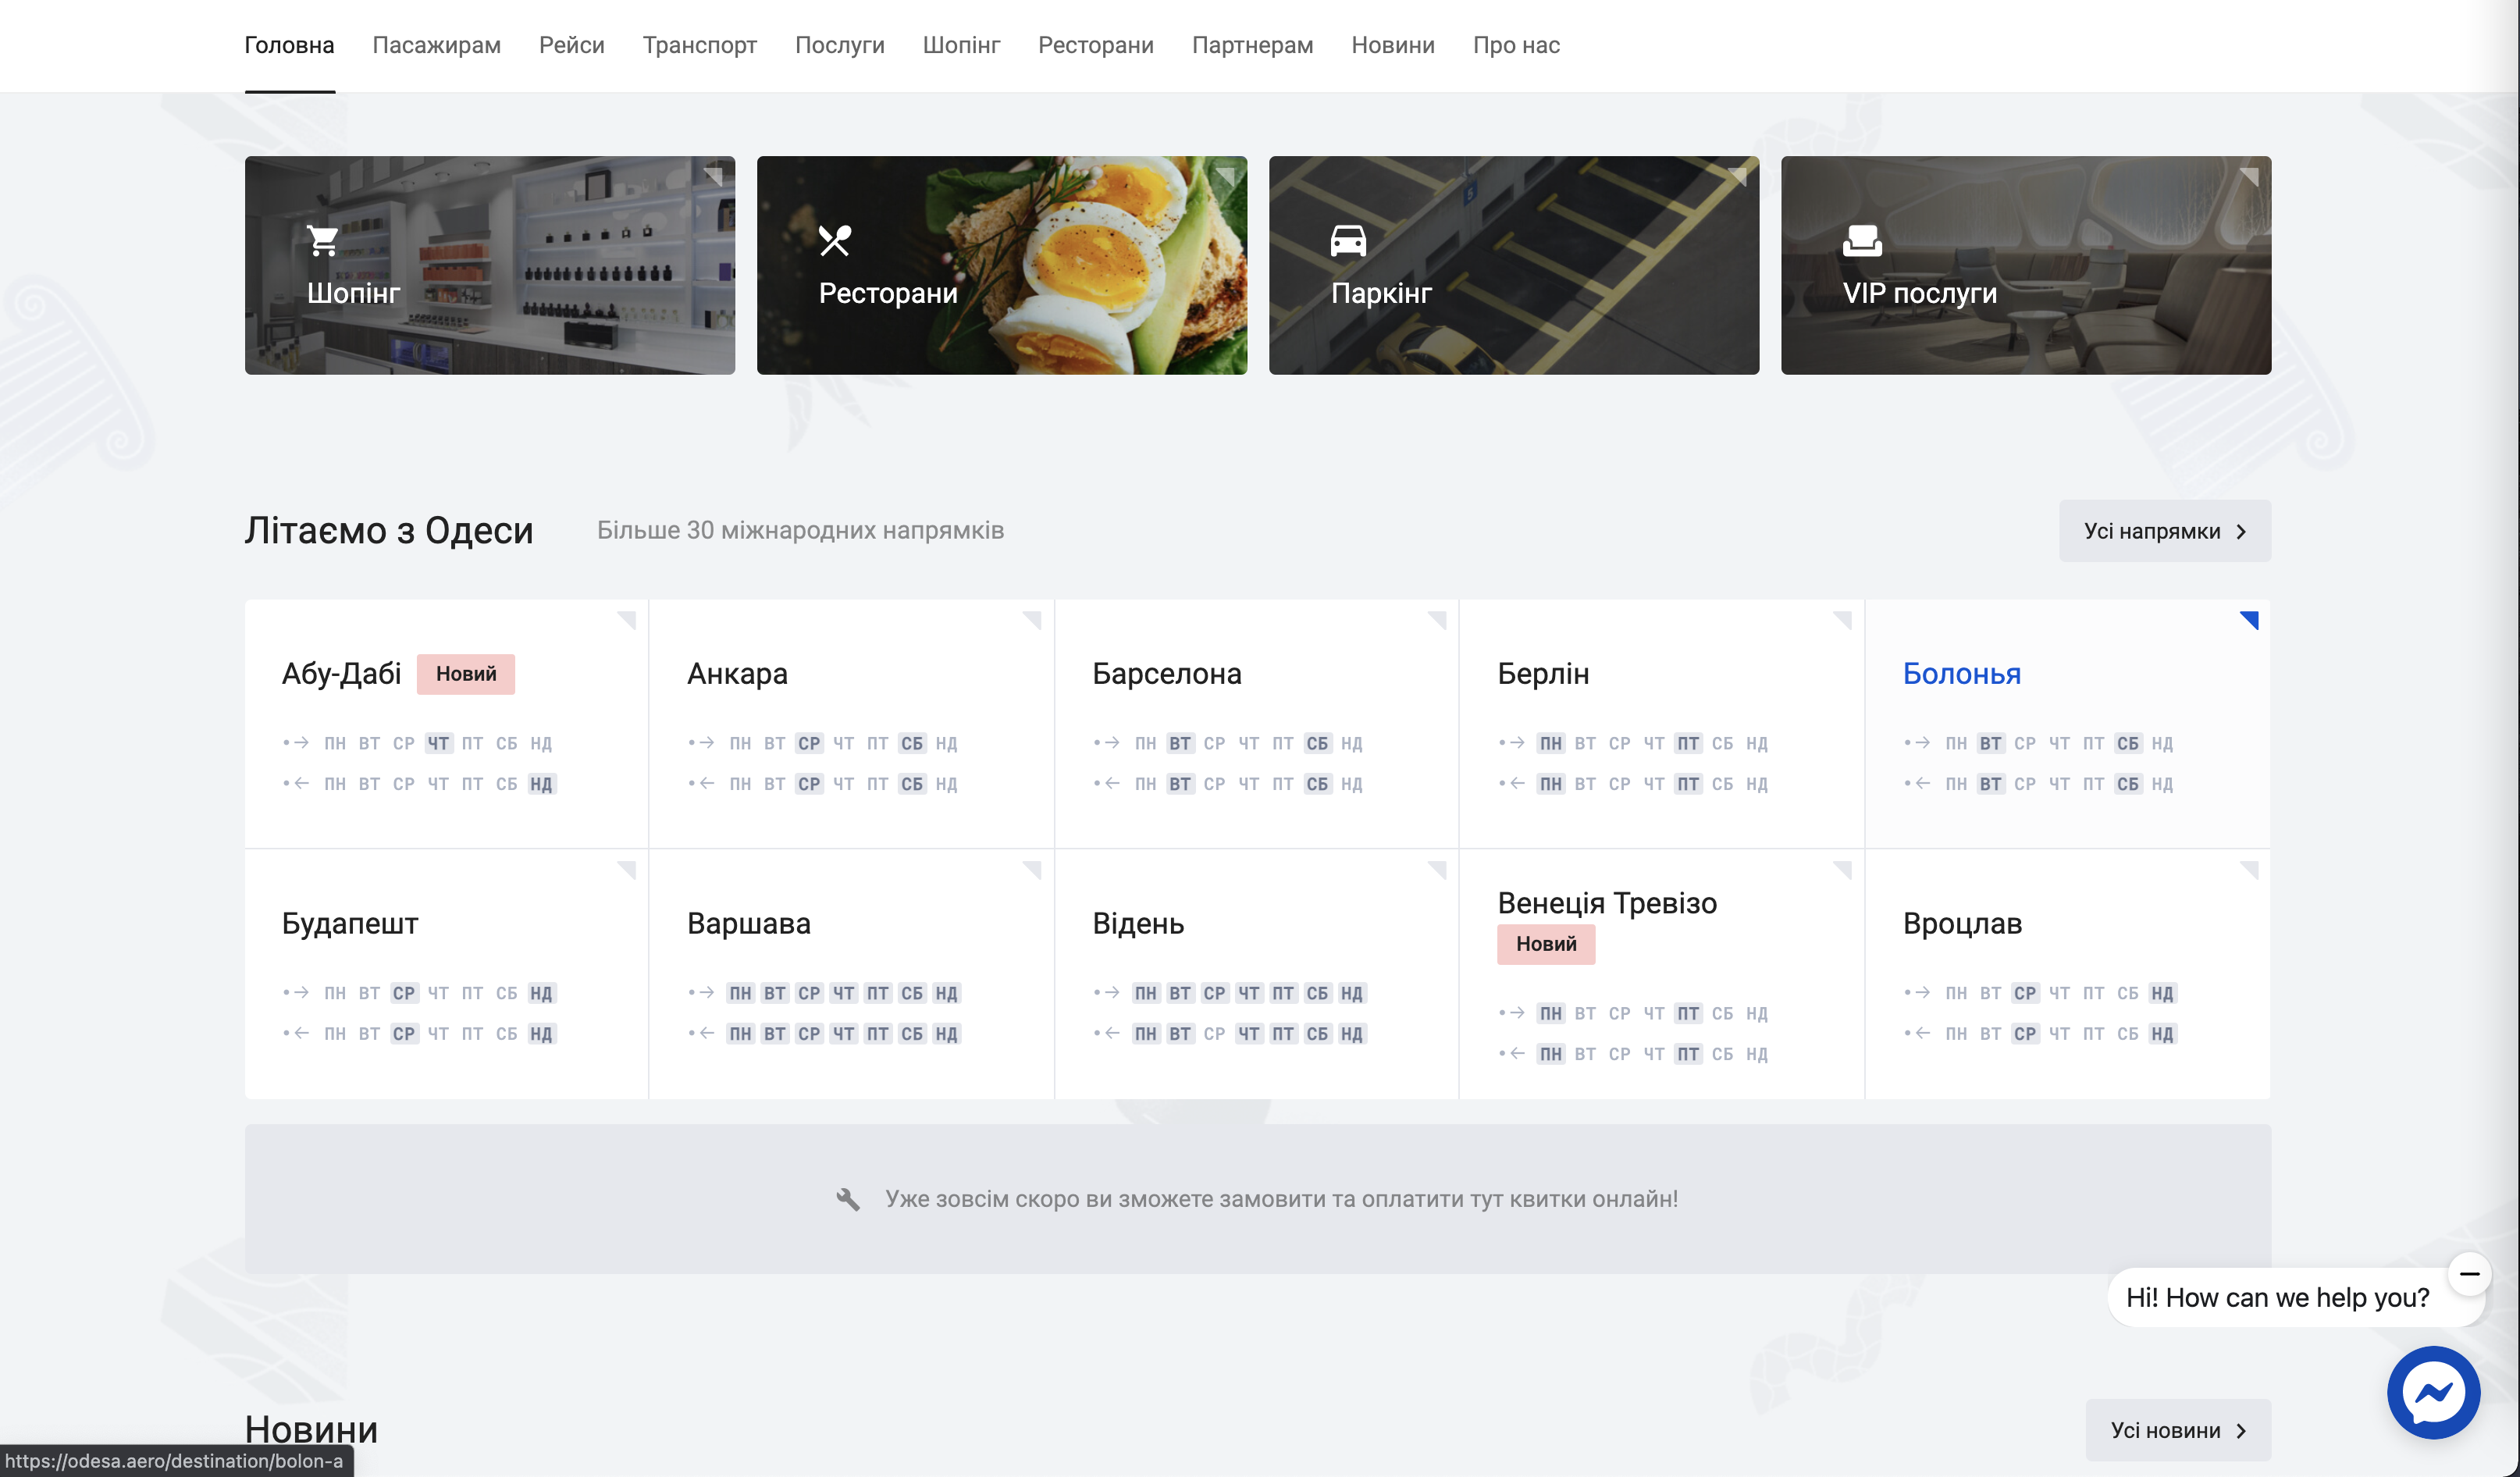 Головна Пасажирам Рейси Транспорт Послуги Шопінг Ресторани Партнерам Новини Про нас
Шопінг
Ресторани
Паркінг
VIP послуги
Літаємо з Одеси
Більше 30 міжнародних напрямків
Усі напрямки
Абу-Дабі Новий
ПН ВТ СР ЧТ ПТ СБ НД
ПН ВТ СР ЧТ ПТ СБ НД
Анкара
ПН ВТ СР ЧТ ПТ СБ НД
ПН ВТ СР ЧТ ПТ СБ НД
Барселона
ПН ВТ СР ЧТ ПТ СБ НД
ПН ВТ СР ЧТ ПТ СБ НД
Берлін
ПН ВТ СР ЧТ ПТ СБ НД
ПН ВТ СР ЧТ ПТ СБ НД
Болонья
ПН ВТ СР ЧТ ПТ СБ НД
ПН ВТ СР ЧТ ПТ СБ НД
Будапешт
ПН ВТ СР ЧТ ПТ СБ НД
ПН ВТ СР ЧТ ПТ СБ НД
Варшава
ПН ВТ СР ЧТ ПТ СБ НД
ПН ВТ СР ЧТ ПТ СБ НД
Відень
ПН ВТ СР ЧТ ПТ СБ НД
ПН ВТ СР ЧТ ПТ СБ НД
Венеція Тревізо
Новий
ПН ВТ СР ЧТ ПТ СБ НД
ПН ВТ СР ЧТ ПТ СБ НД
Вроцлав
ПН ВТ СР ЧТ ПТ СБ НД
ПН ВТ СР ЧТ ПТ СБ НД
Уже зовсім скоро ви зможете замовити та оплатити тут квитки онлайн!
Hi! How can we help you?
Новини
Усі новини
https://odesa.aero/destination/bolon-a